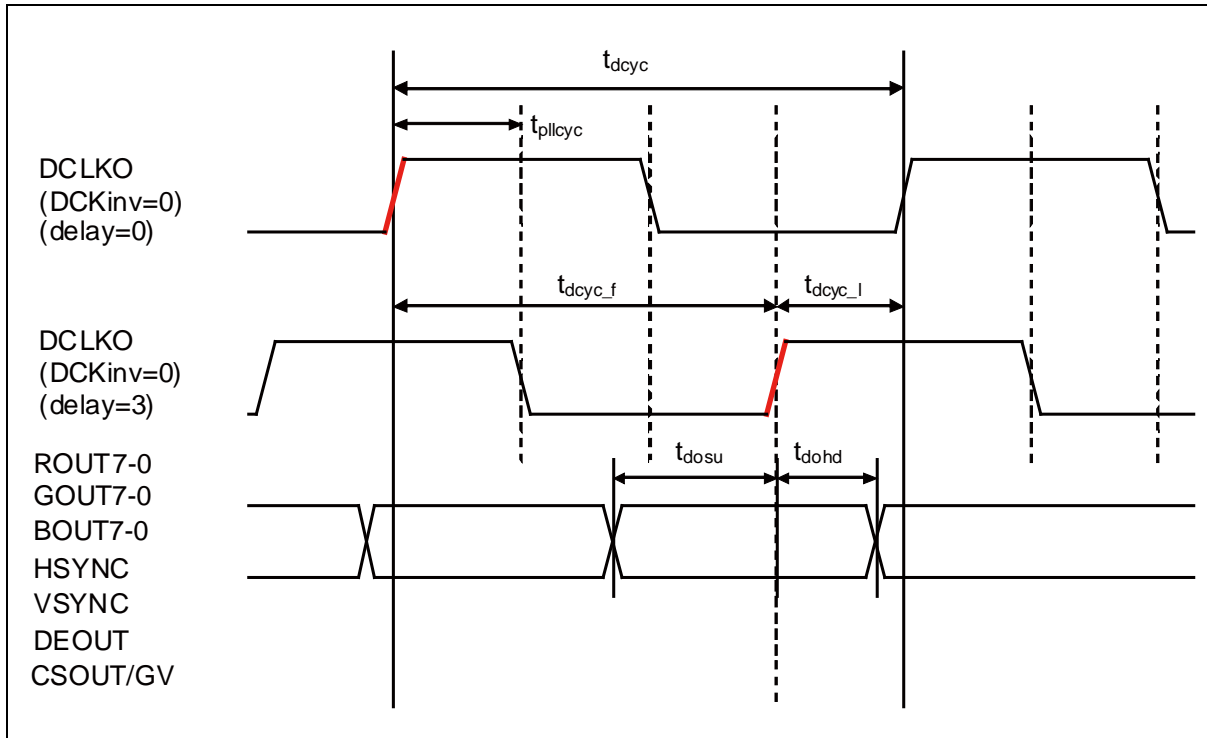 tdcyc
tpllcyc
DCLKO
(DCKinv=0)
(delay=0)
tdcyc_f
tdcyc_l
DCLKO
(DCKinv=0)
(delay=3)
tdosu
tdohd
ROUT7-0
GOUT7-0
BOUT7-0
HSYNC
VSYNC
DEOUT
CSOUT/GV